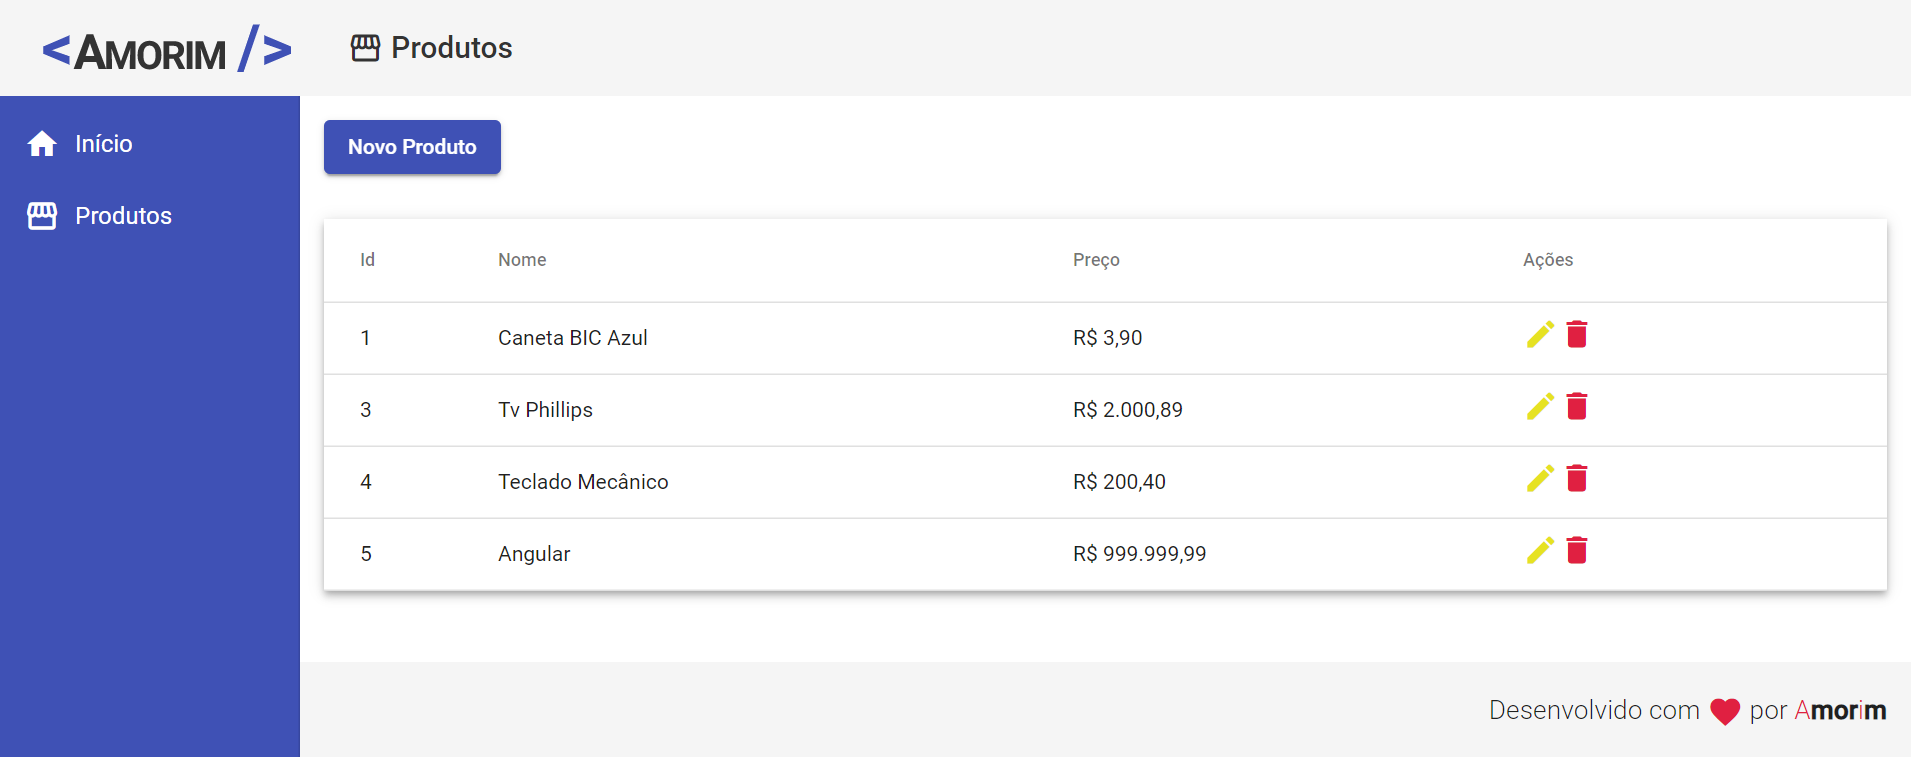 <Amorim />
Produtos
Início
Produtos
Novo Produto
Id Nome Preço Ações
1 Caneta BIC Azul R$ 3,90
3 Tv Phillips R$ 2.000,89
4 Teclado Mecânico R$ 200,40
5 Angular R$ 999.999,99
Desenvolvido com por Amorim